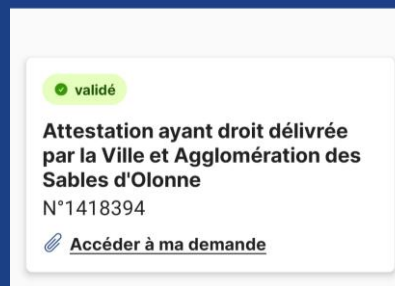 validé
Attestation ayant droit délivrée
par la Ville et Agglomération des
Sables d'Olonne
N°1418394
Accéder à ma demande